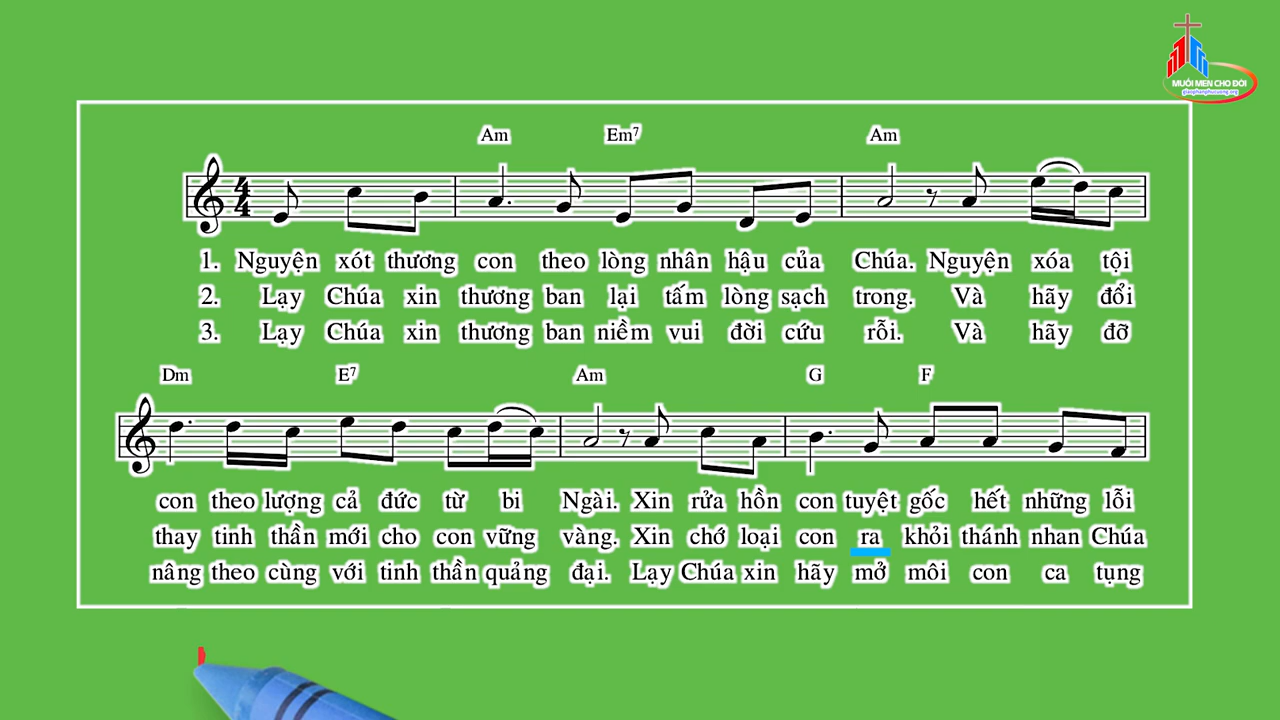 MUỐI MEN CHO ĐỜI
giaophanphucuong.org
Am Em7 Am
1. Nguyện xót thương con theo lòng nhân hậu của Chúa. Nguyện xóa tội
2. Lạy Chúa xin thương ban lại tấm lòng sạch trong. Và hãy đổi
3. Lạy Chúa xin thương ban niềm vui đời cứu rỗi. Và hãy đỡ
Dm E7 Am G F
con theo lượng cả đức từ bi Ngài. Xin rửa hồn con tuyệt gốc hết những lỗi
thay tinh thần mới cho con vững vàng. Xin chớ loại con ra khỏi thánh nhan Chúa
nâng theo cùng với tinh thần quảng đại. Lạy Chúa xin hãy mở môi con ca tụng